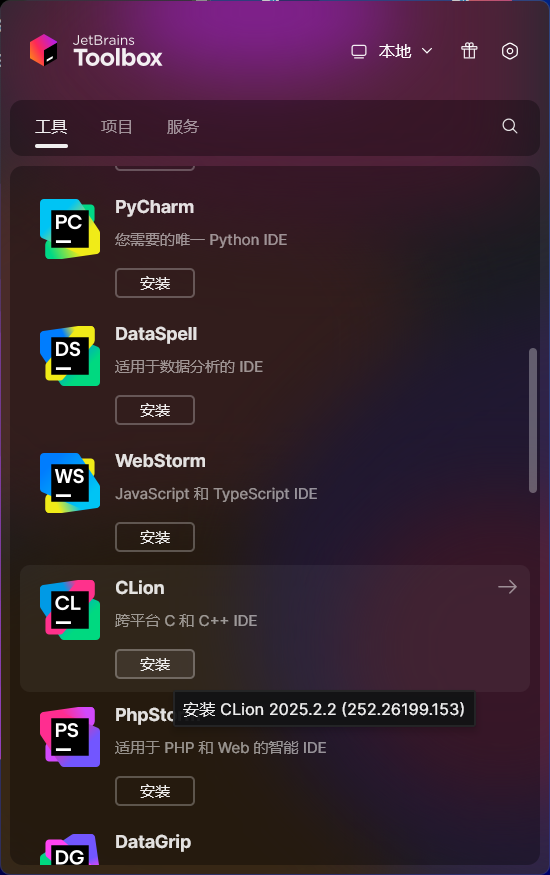 JetBrains
Toolbox
本地
工具 项目 服务
PC
PyCharm
您需要的唯一 Python IDE
安装
DS
DataSpell
适用于数据分析的 IDE
安装
WS
WebStorm
JavaScript 和 TypeScript IDE
安装
CL
CLion
跨平台 C 和 C++ IDE
安装
安装 CLion 2025.2.2 (252.26199.153)
PS
PhpSto
适用于 PHP 和 Web 的智能 IDE
安装
DG
DataGrip